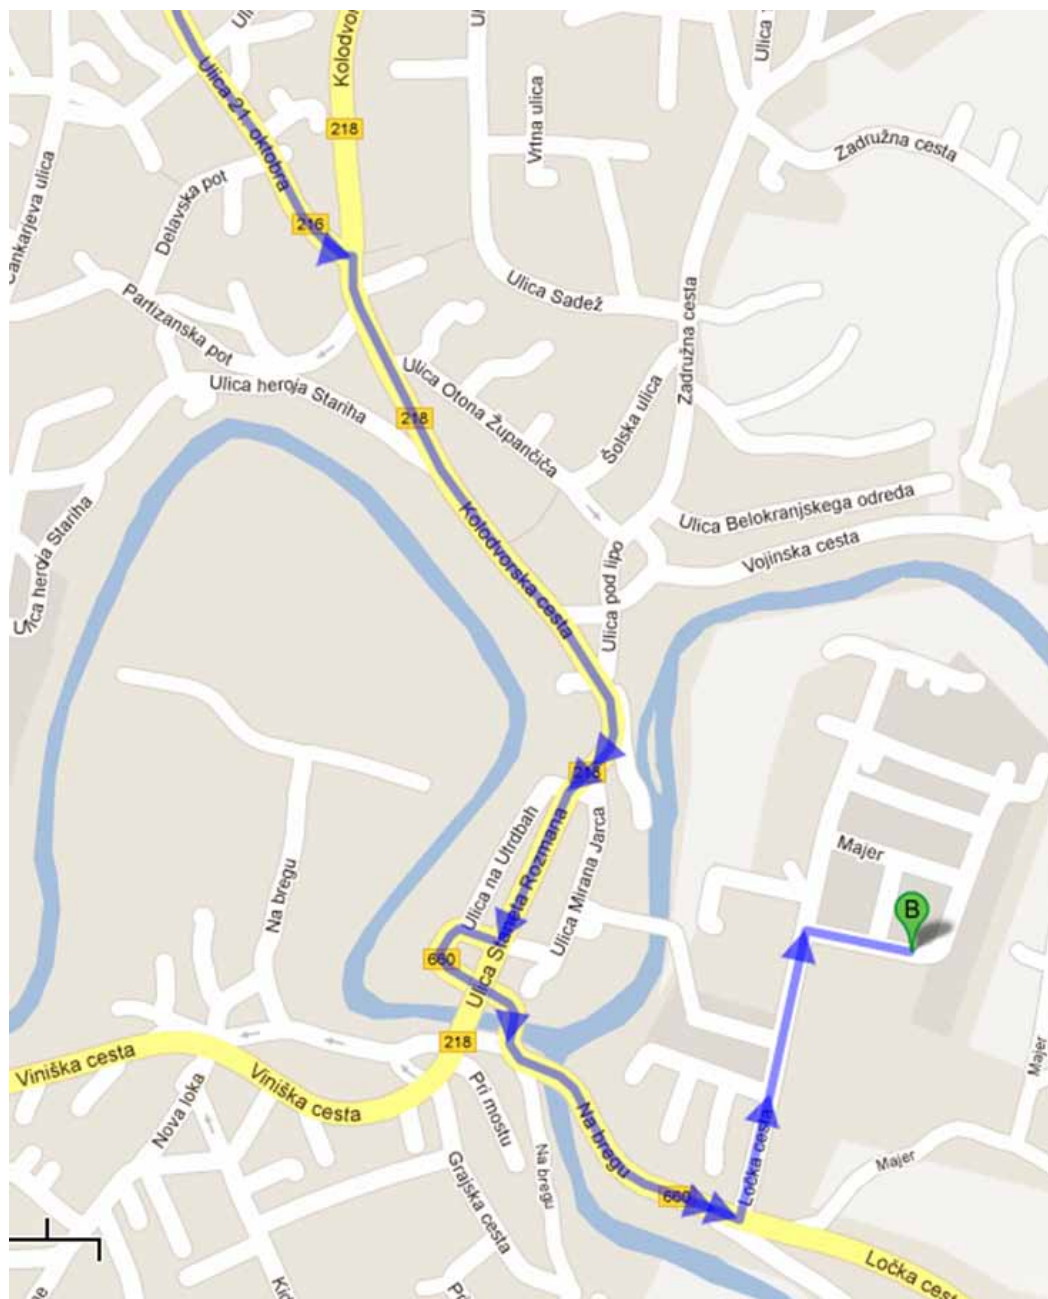 Kolodvor
Ulica 21. oktobra
218
Vrtna ulica
Zadružna cesta
Cankarjeva ulica
Delavska pot
216
Ulica Sadež
Zadružna cesta
Partizanska pot
Ulica heroja Stariha
Ulica Otona Župančiča
218
Šolska ulica
Ulica heroja Stariha
Kolodvorska cesta
Ulica Belokranjskega odreda
Vojinska cesta
Ulica pod lipo
218
Ulica na Utrdbah
Ulica Staneta Rozmana
Ulica Mirana Jarca
Majer
B
Na bregu
660
218
Viniška cesta
Viniška cesta
Nova loka
Pri mostu
Na bregu
Majer
Ločka cesta
Grajska cesta
Na bregu
Majer
660
Ločka cest